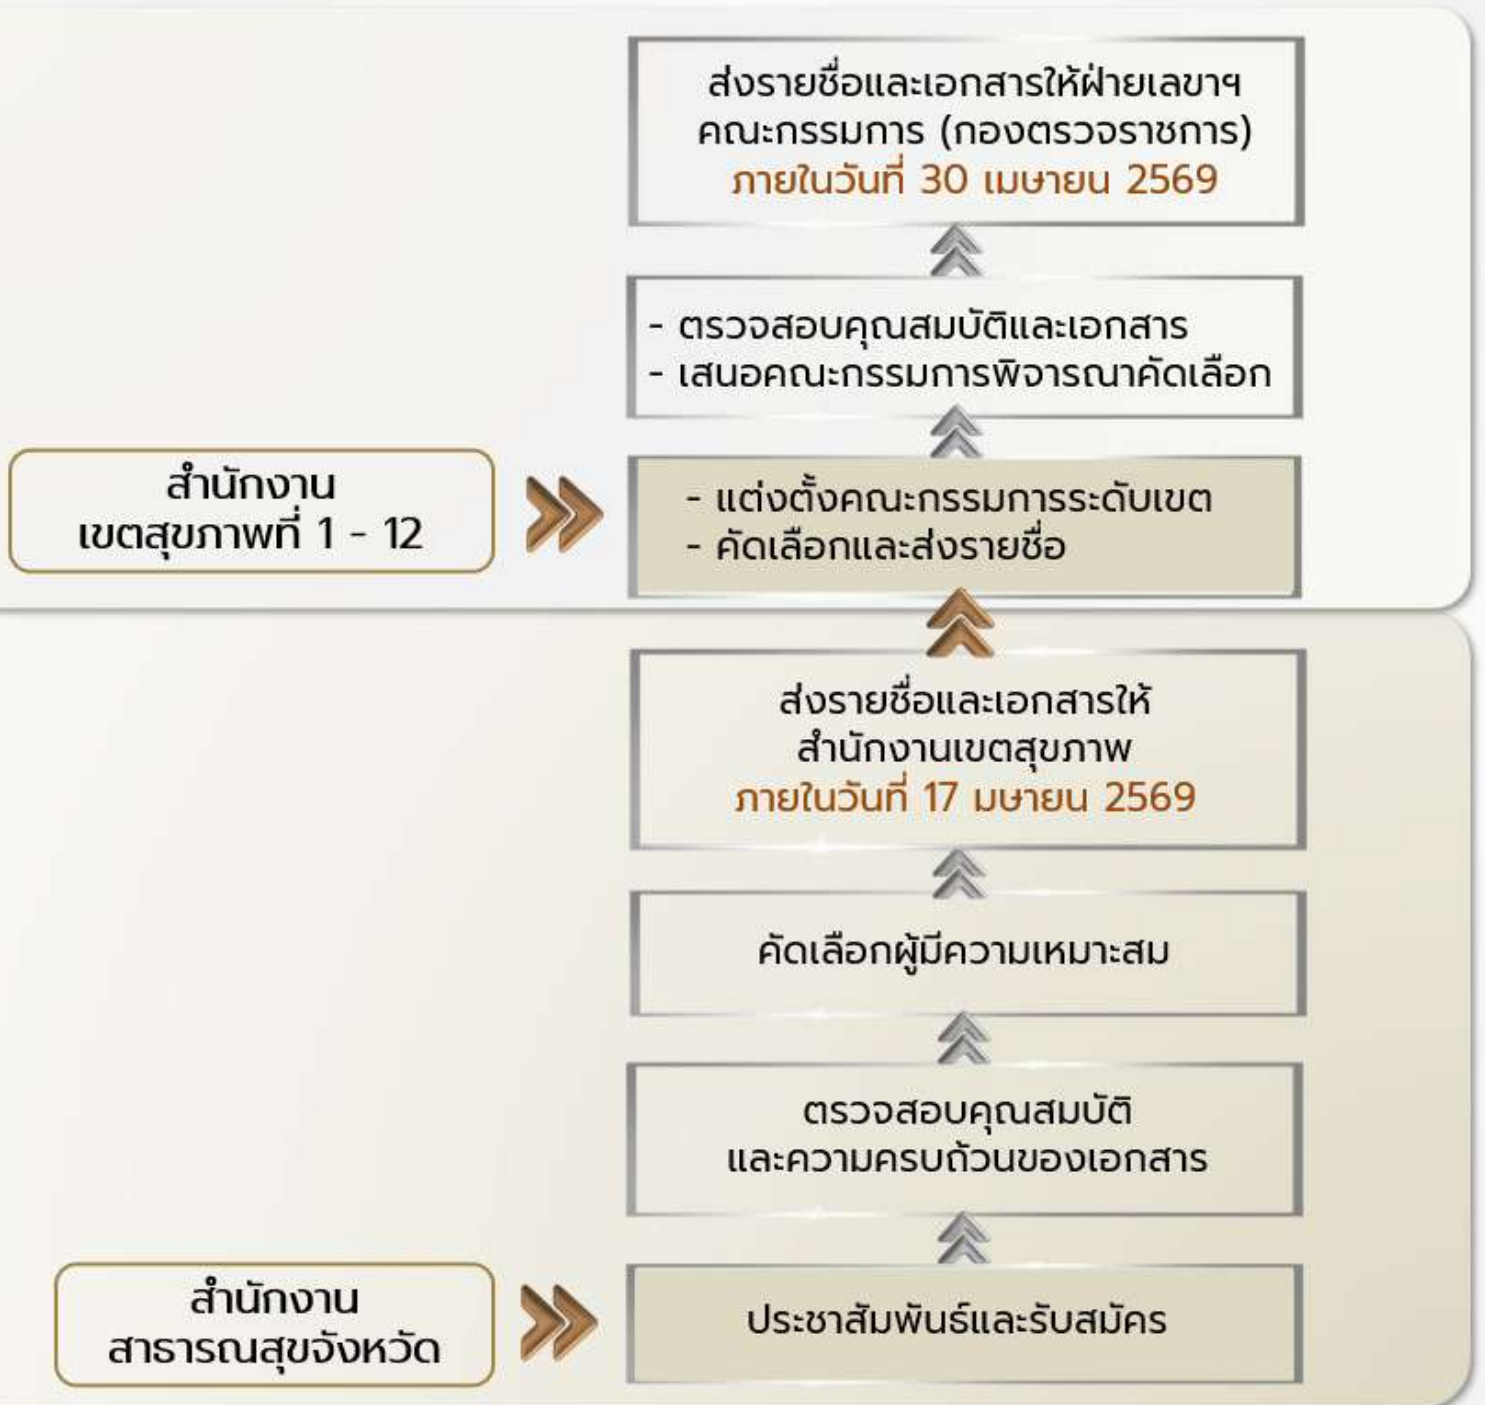 ส่งรายชื่อและเอกสารให้ฝ่ายเลขาฯ
คณะกรรมการ (กองตรวจราชการ)
ภายในวันที่ 30 เมษายน 2569
- ตรวจสอบคุณสมบัติและเอกสาร
- เสนอคณะกรรมการพิจารณาคัดเลือก
สำนักงาน
เขตสุขภาพที่ 1 - 12
- แต่งตั้งคณะกรรมการระดับเขต
- คัดเลือกและส่งรายชื่อ
ส่งรายชื่อและเอกสารให้
สำนักงานเขตสุขภาพ
ภายในวันที่ 17 มษายน 2569
คัดเลือกผู้มีความเหมาะสม
ตรวจสอบคุณสมบัติ
และความครบถ้วนของเอกสาร
สำนักงาน
สาธารณสุขจังหวัด
ประชาสัมพันธ์และรับสมัคร